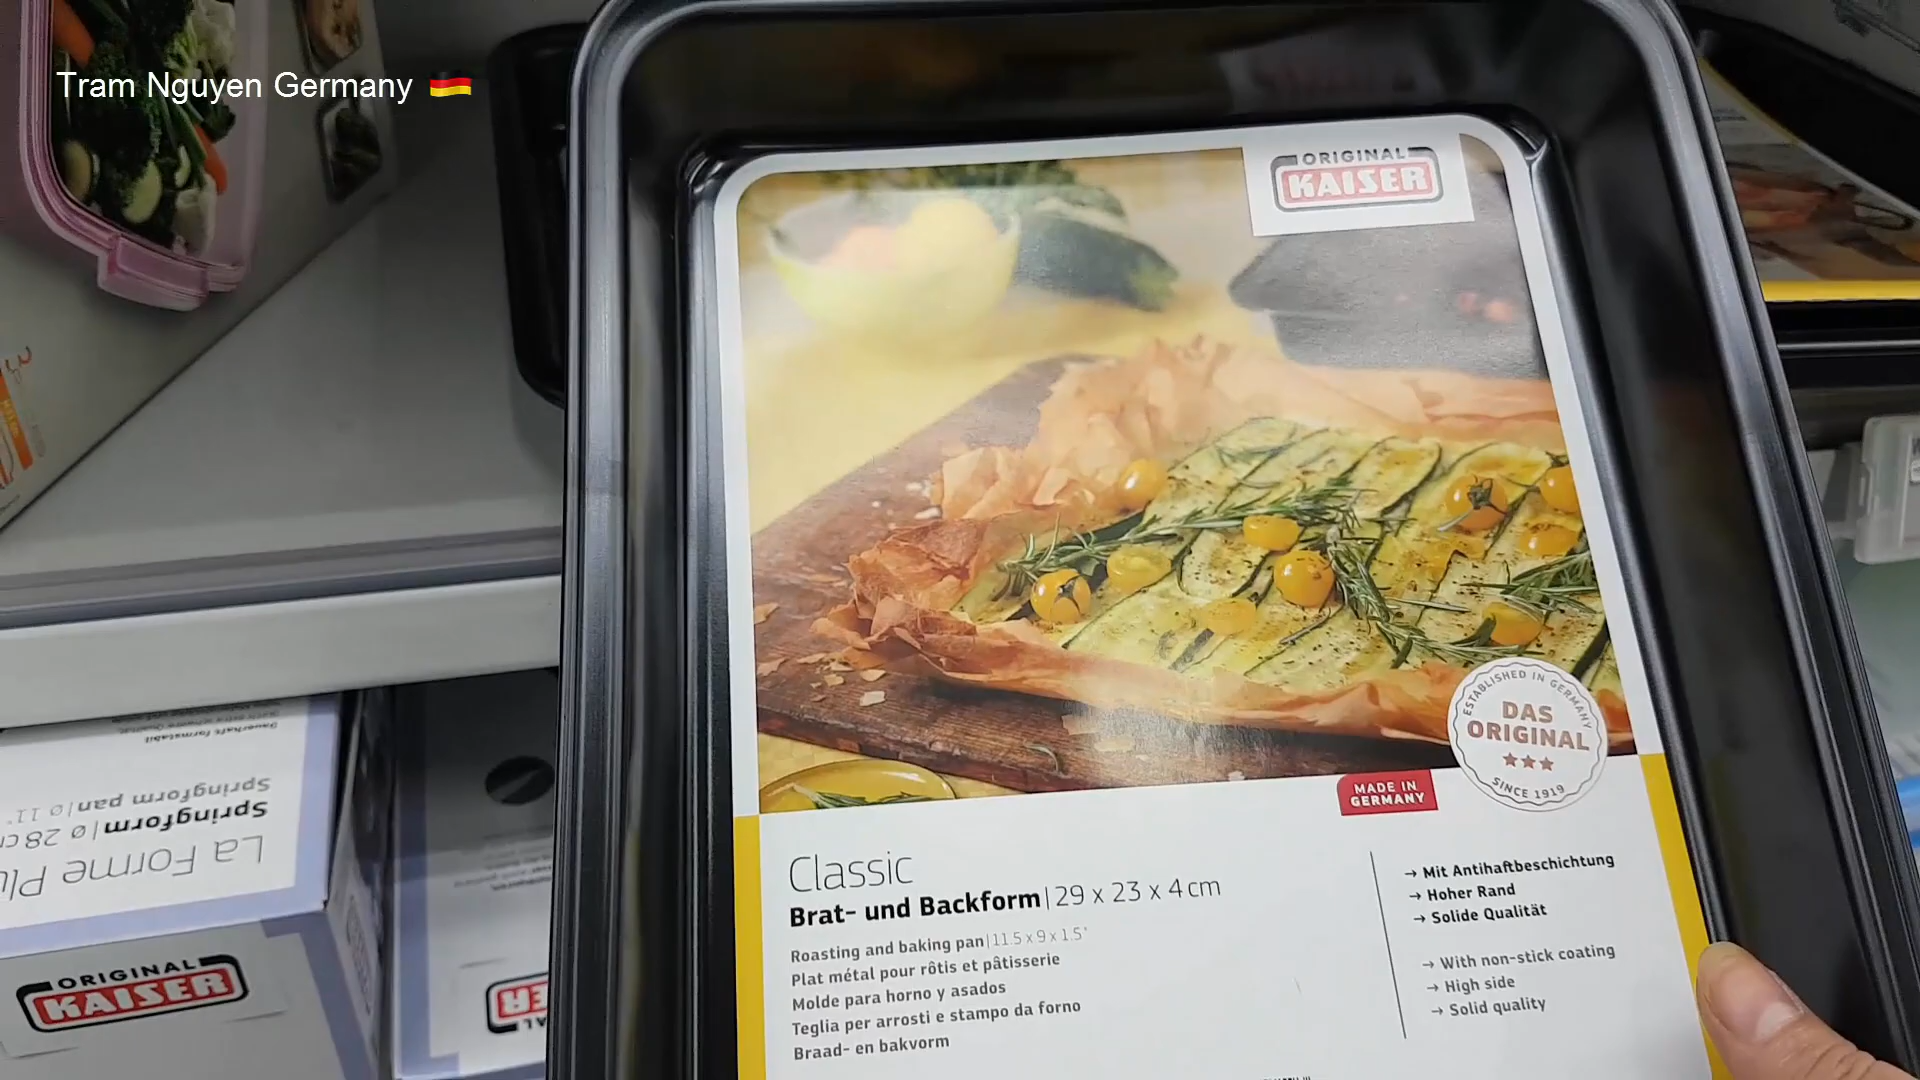 Tram Nguyen Germany
ORIGINAL
KAISER
ESTABLISHED IN GERMANY
DAS
ORIGINAL
SINCE 1919
MADE IN
GERMANY
Classic
Brat- und Backform | 29 x 23 x 4 cm
Roasting and baking pan | 11.5 x 9 x 1.5"
Plat métal pour rôtis et pâtisserie
Molde para horno y asados
Teglia per arrosti e stampo da forno
Braad- en bakvorm
→ Mit Antihaftbeschichtung
→ Hoher Rand
→ Solide Qualität
→ With non-stick coating
→ High side
→ Solid quality
La Forme Plu
Springform | ø 28 c
Springform pan | ø 11"
ORIGINAL
KAISER